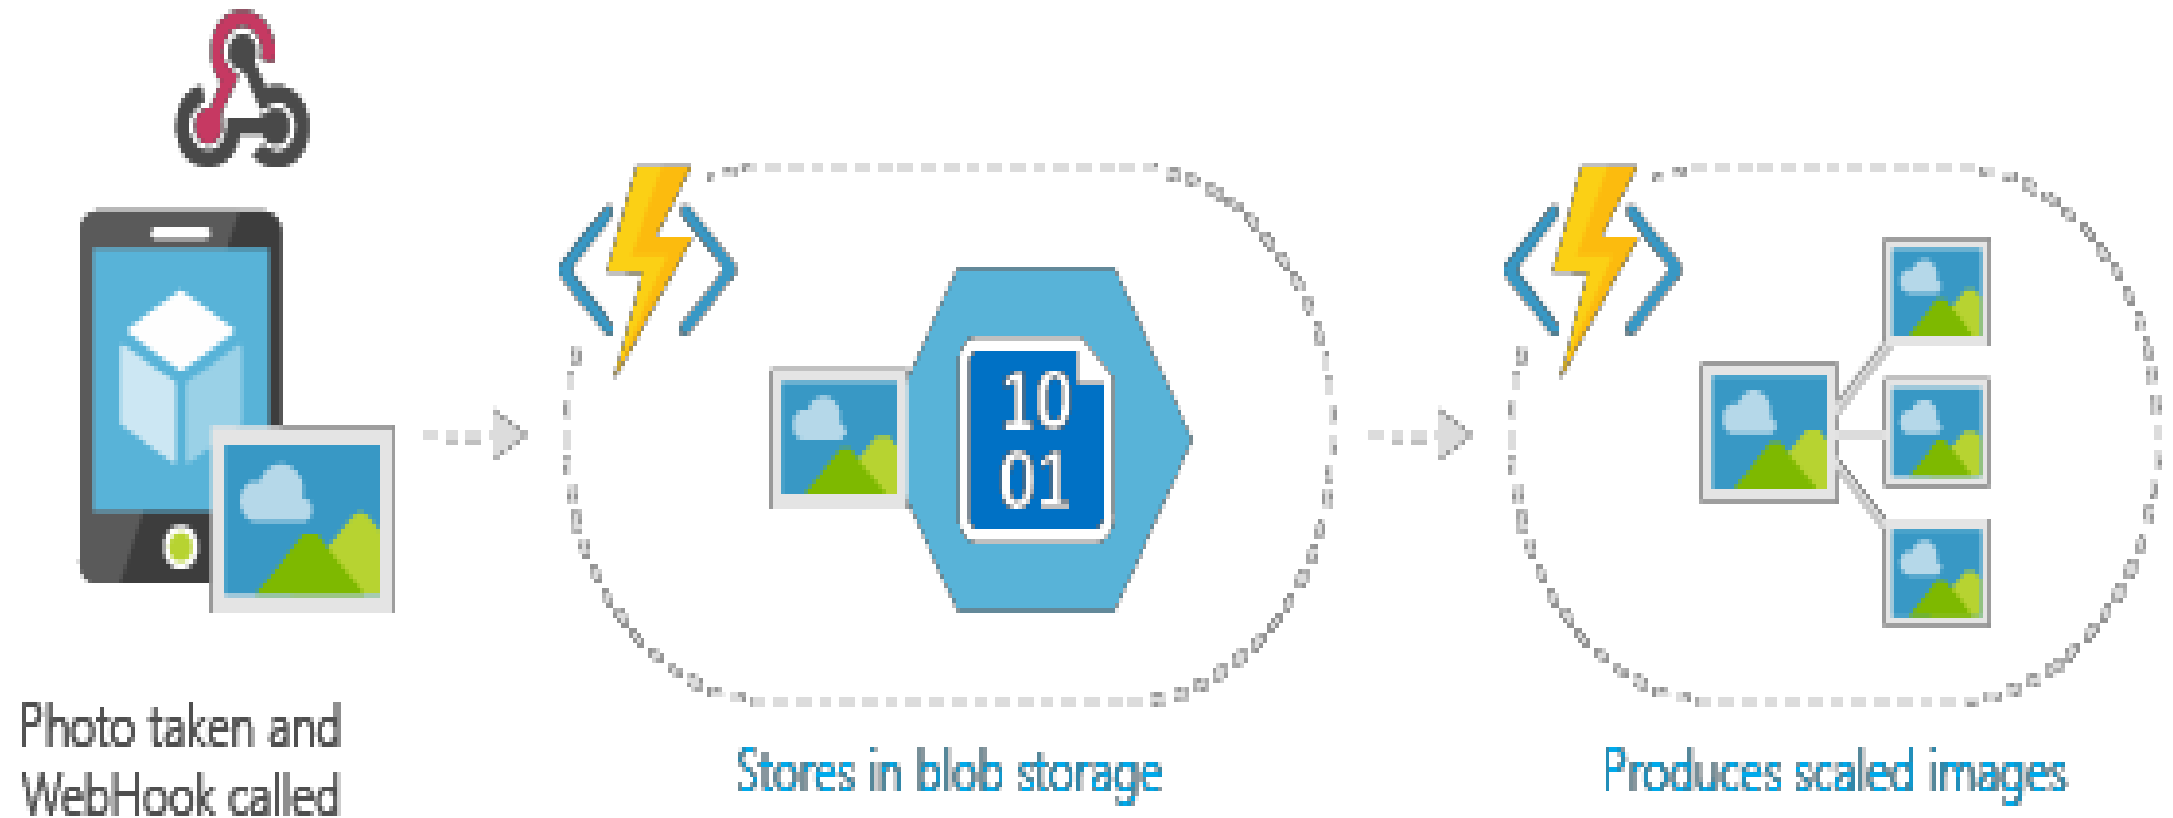 10
01
Photo taken and
WebHook called
Stores in blob storage
Produces scaled images